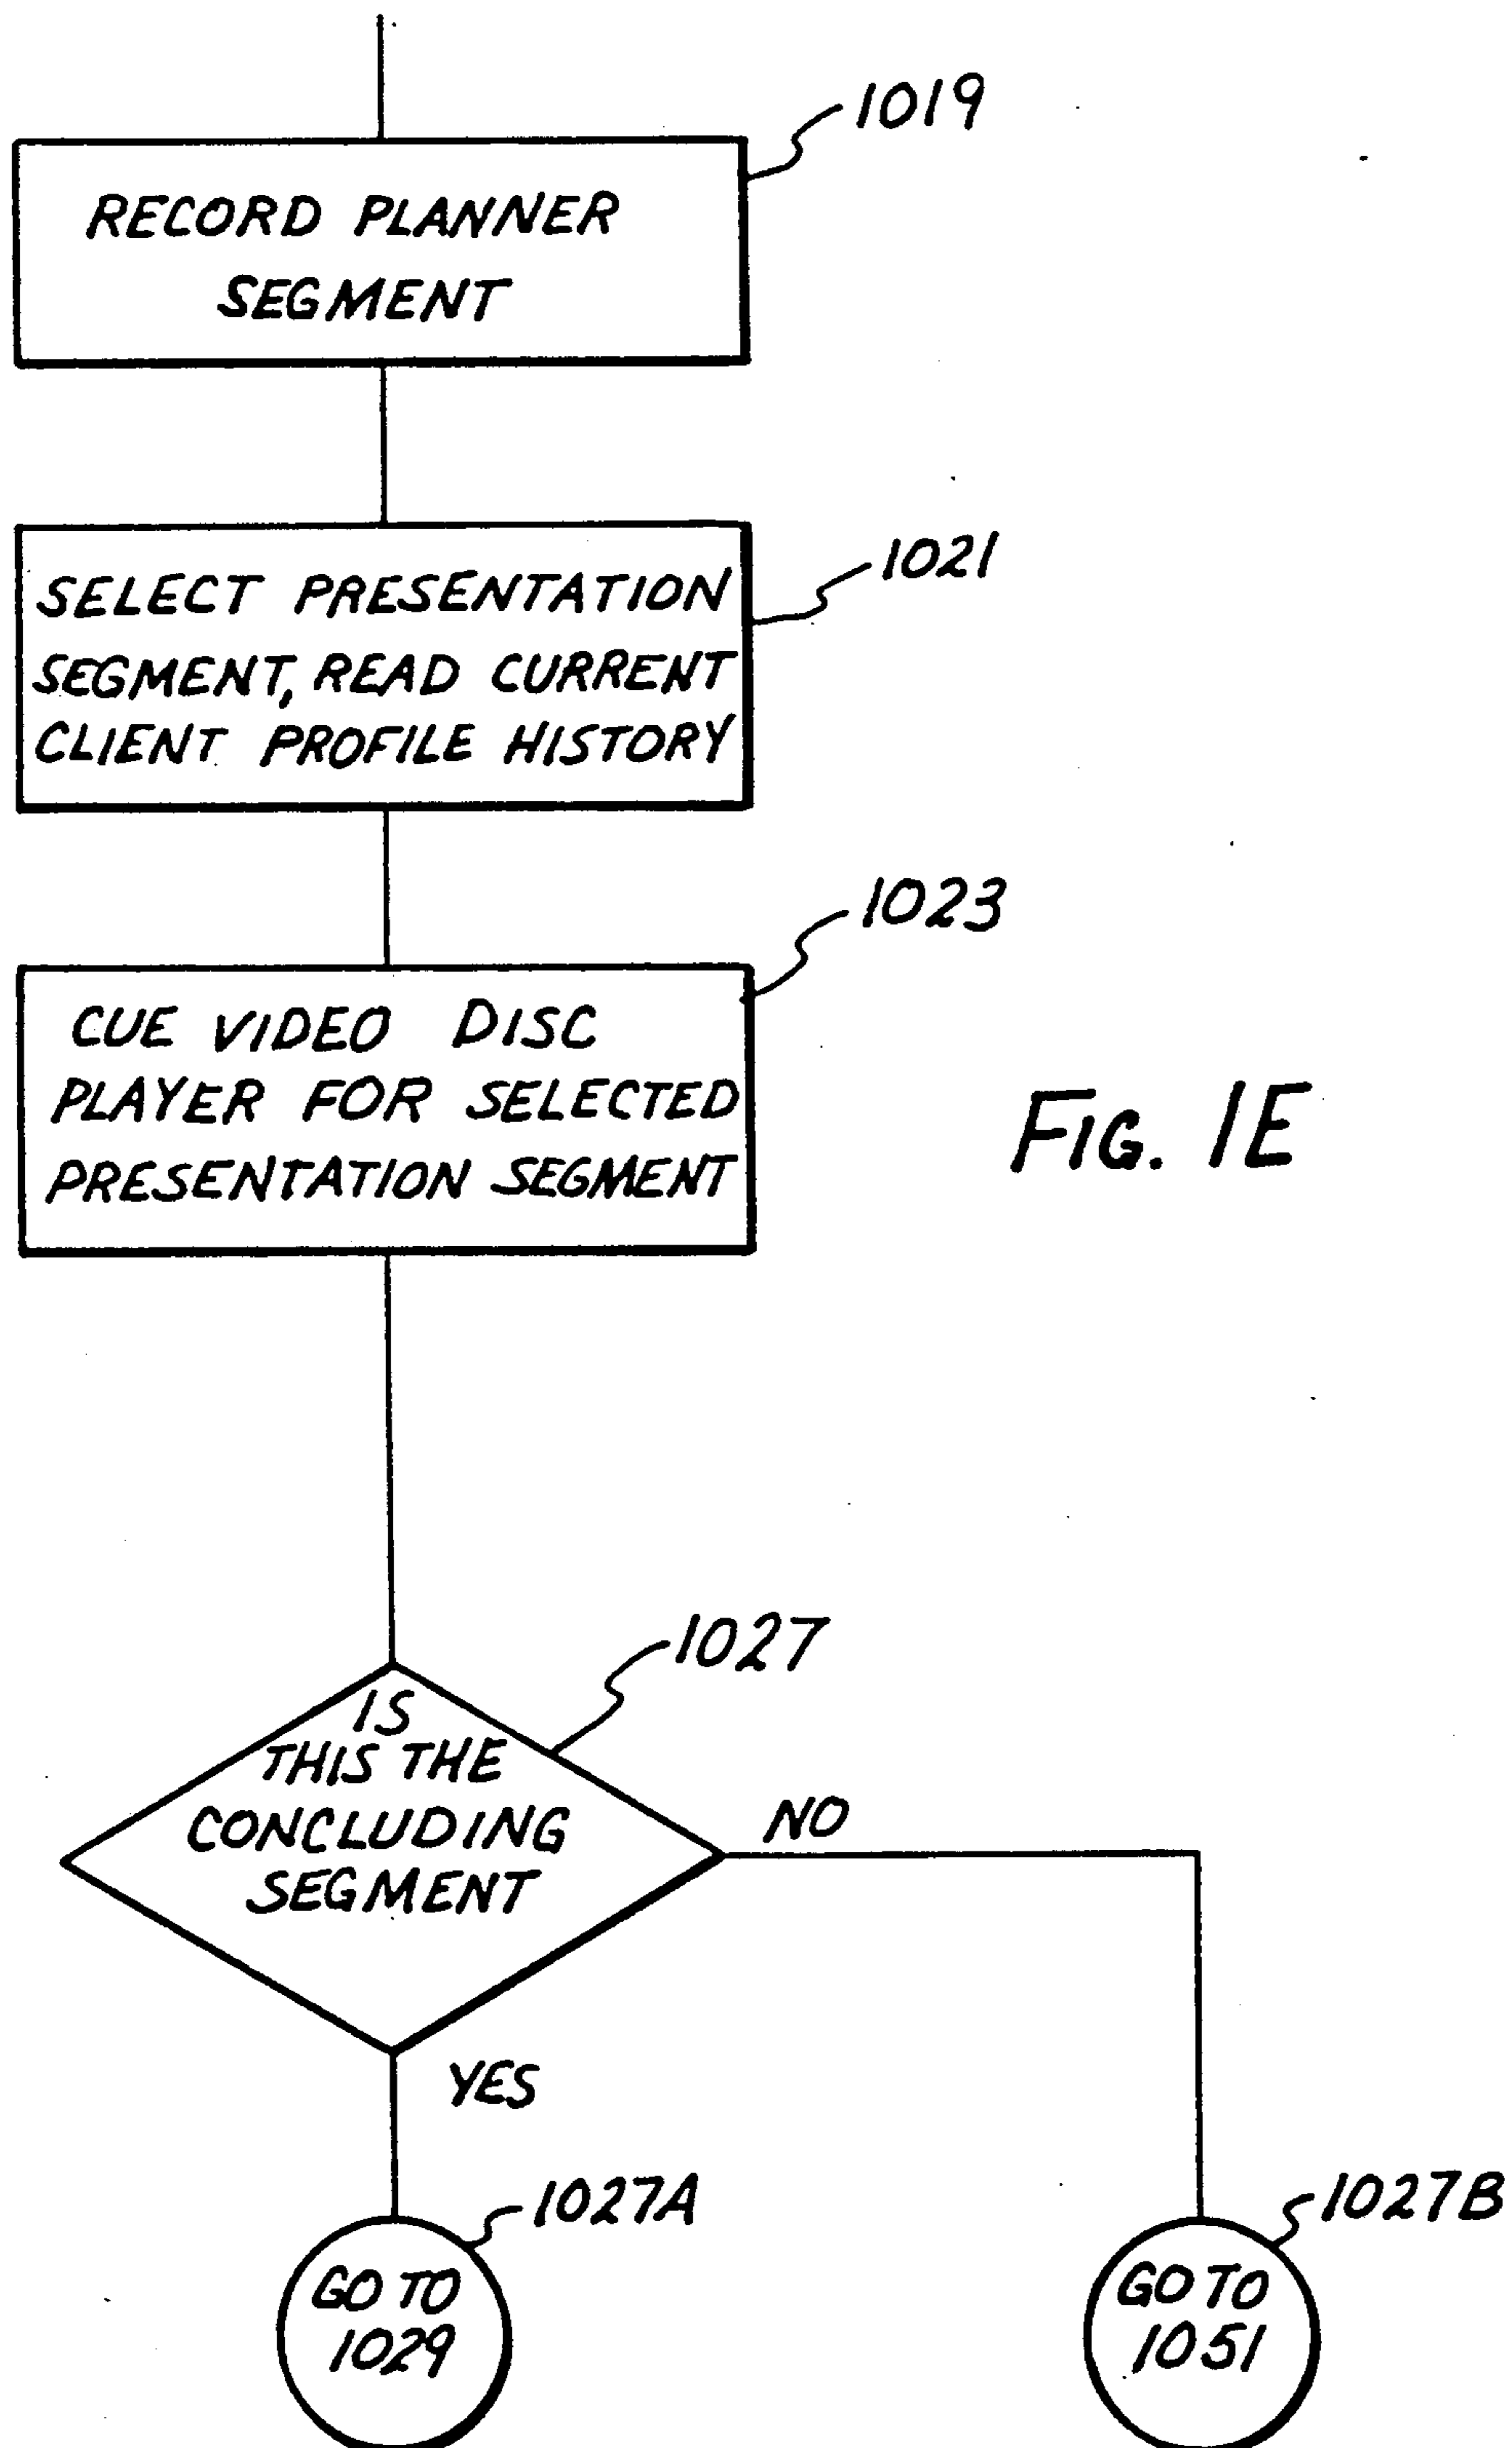 1019
RECORD PLANNER
SEGMENT
1021
SELECT PRESENTATION
SEGMENT, READ CURRENT
CLIENT PROFILE HISTORY
1023
CUE VIDEO DISC
PLAYER FOR SELECTED
PRESENTATION SEGMENT
FIG. 1E
1027
IS
THIS THE
CONCLUDING
SEGMENT
NO
YES
1027A
GO TO
1029
1027B
GO TO
1051